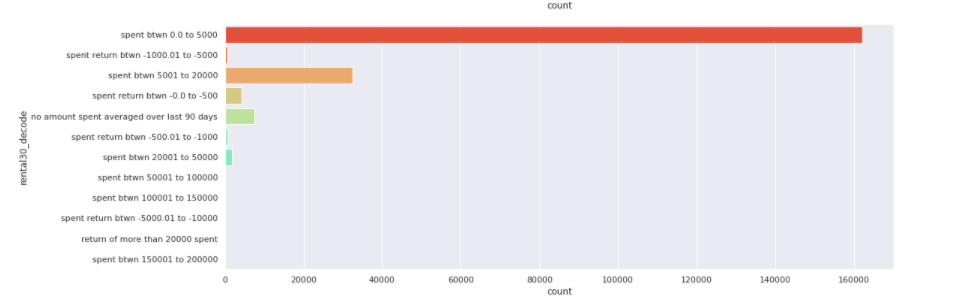 count
spent btwn 0.0 to 5000
spent return btwn -1000.01 to -5000
spent btwn 5001 to 20000
spent return btwn -0.0 to -500
no amount spent averaged over last 90 days
spent return btwn -500.01 to -1000
spent btwn 20001 to 50000
spent btwn 50001 to 100000
spent btwn 100001 to 150000
spent return btwn -5000.01 to -10000
return of more than 20000 spent
spent btwn 150001 to 200000
rental30_decode
0 20000 40000 60000 80000 100000 120000 140000 160000
count